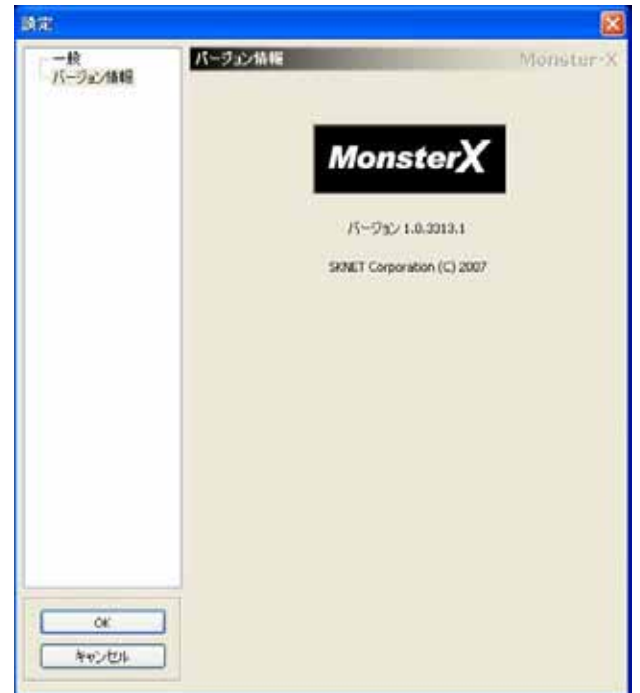 設定
一般
バージョン情報
バージョン情報
Monster-X
MonsterX
バージョン 1.0.3313.1
SKNET Corporation (C) 2007
OK
キャンセル